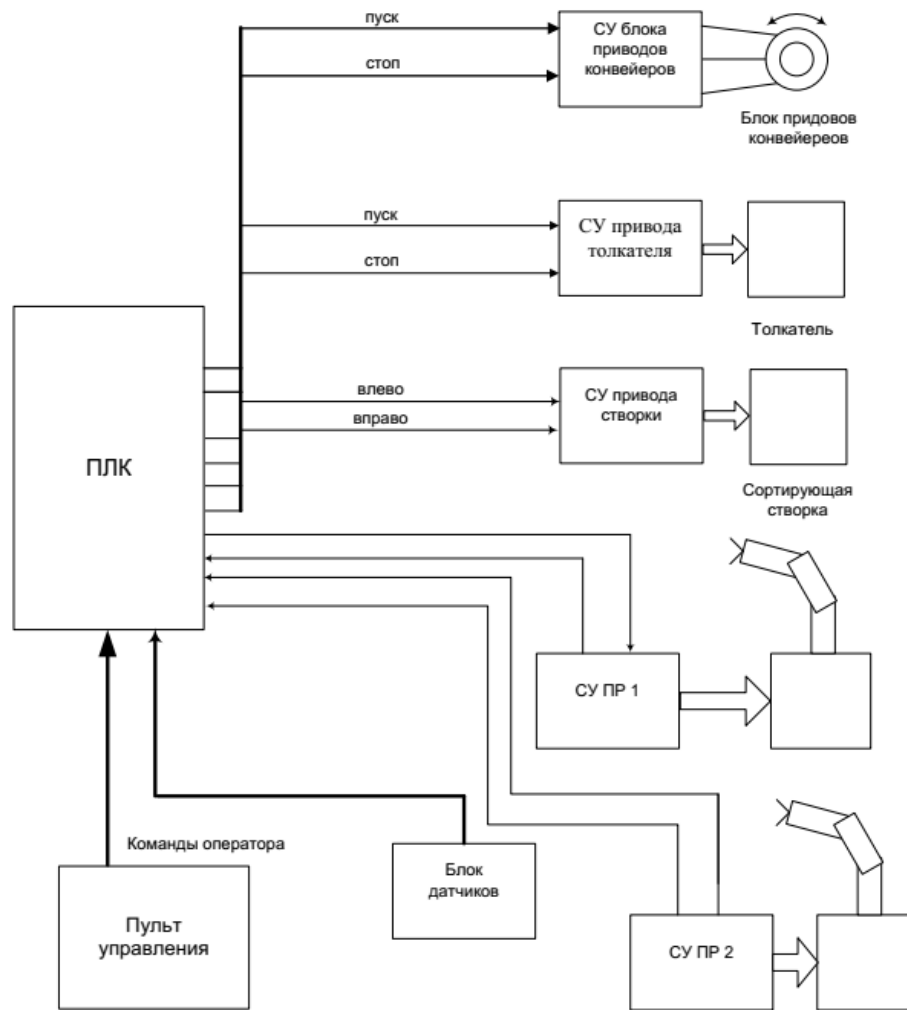 пуск
стоп
СУ блока
приводов
конвейеров
Блок придовов
конвейереов
пуск
стоп
СУ привода
толкателя
Толкатель
влево
вправо
СУ привода
створки
Сортирующая
створка
ПЛК
СУ ПР 1
Команды оператора
Пульт
управления
Блок
датчиков
СУ ПР 2